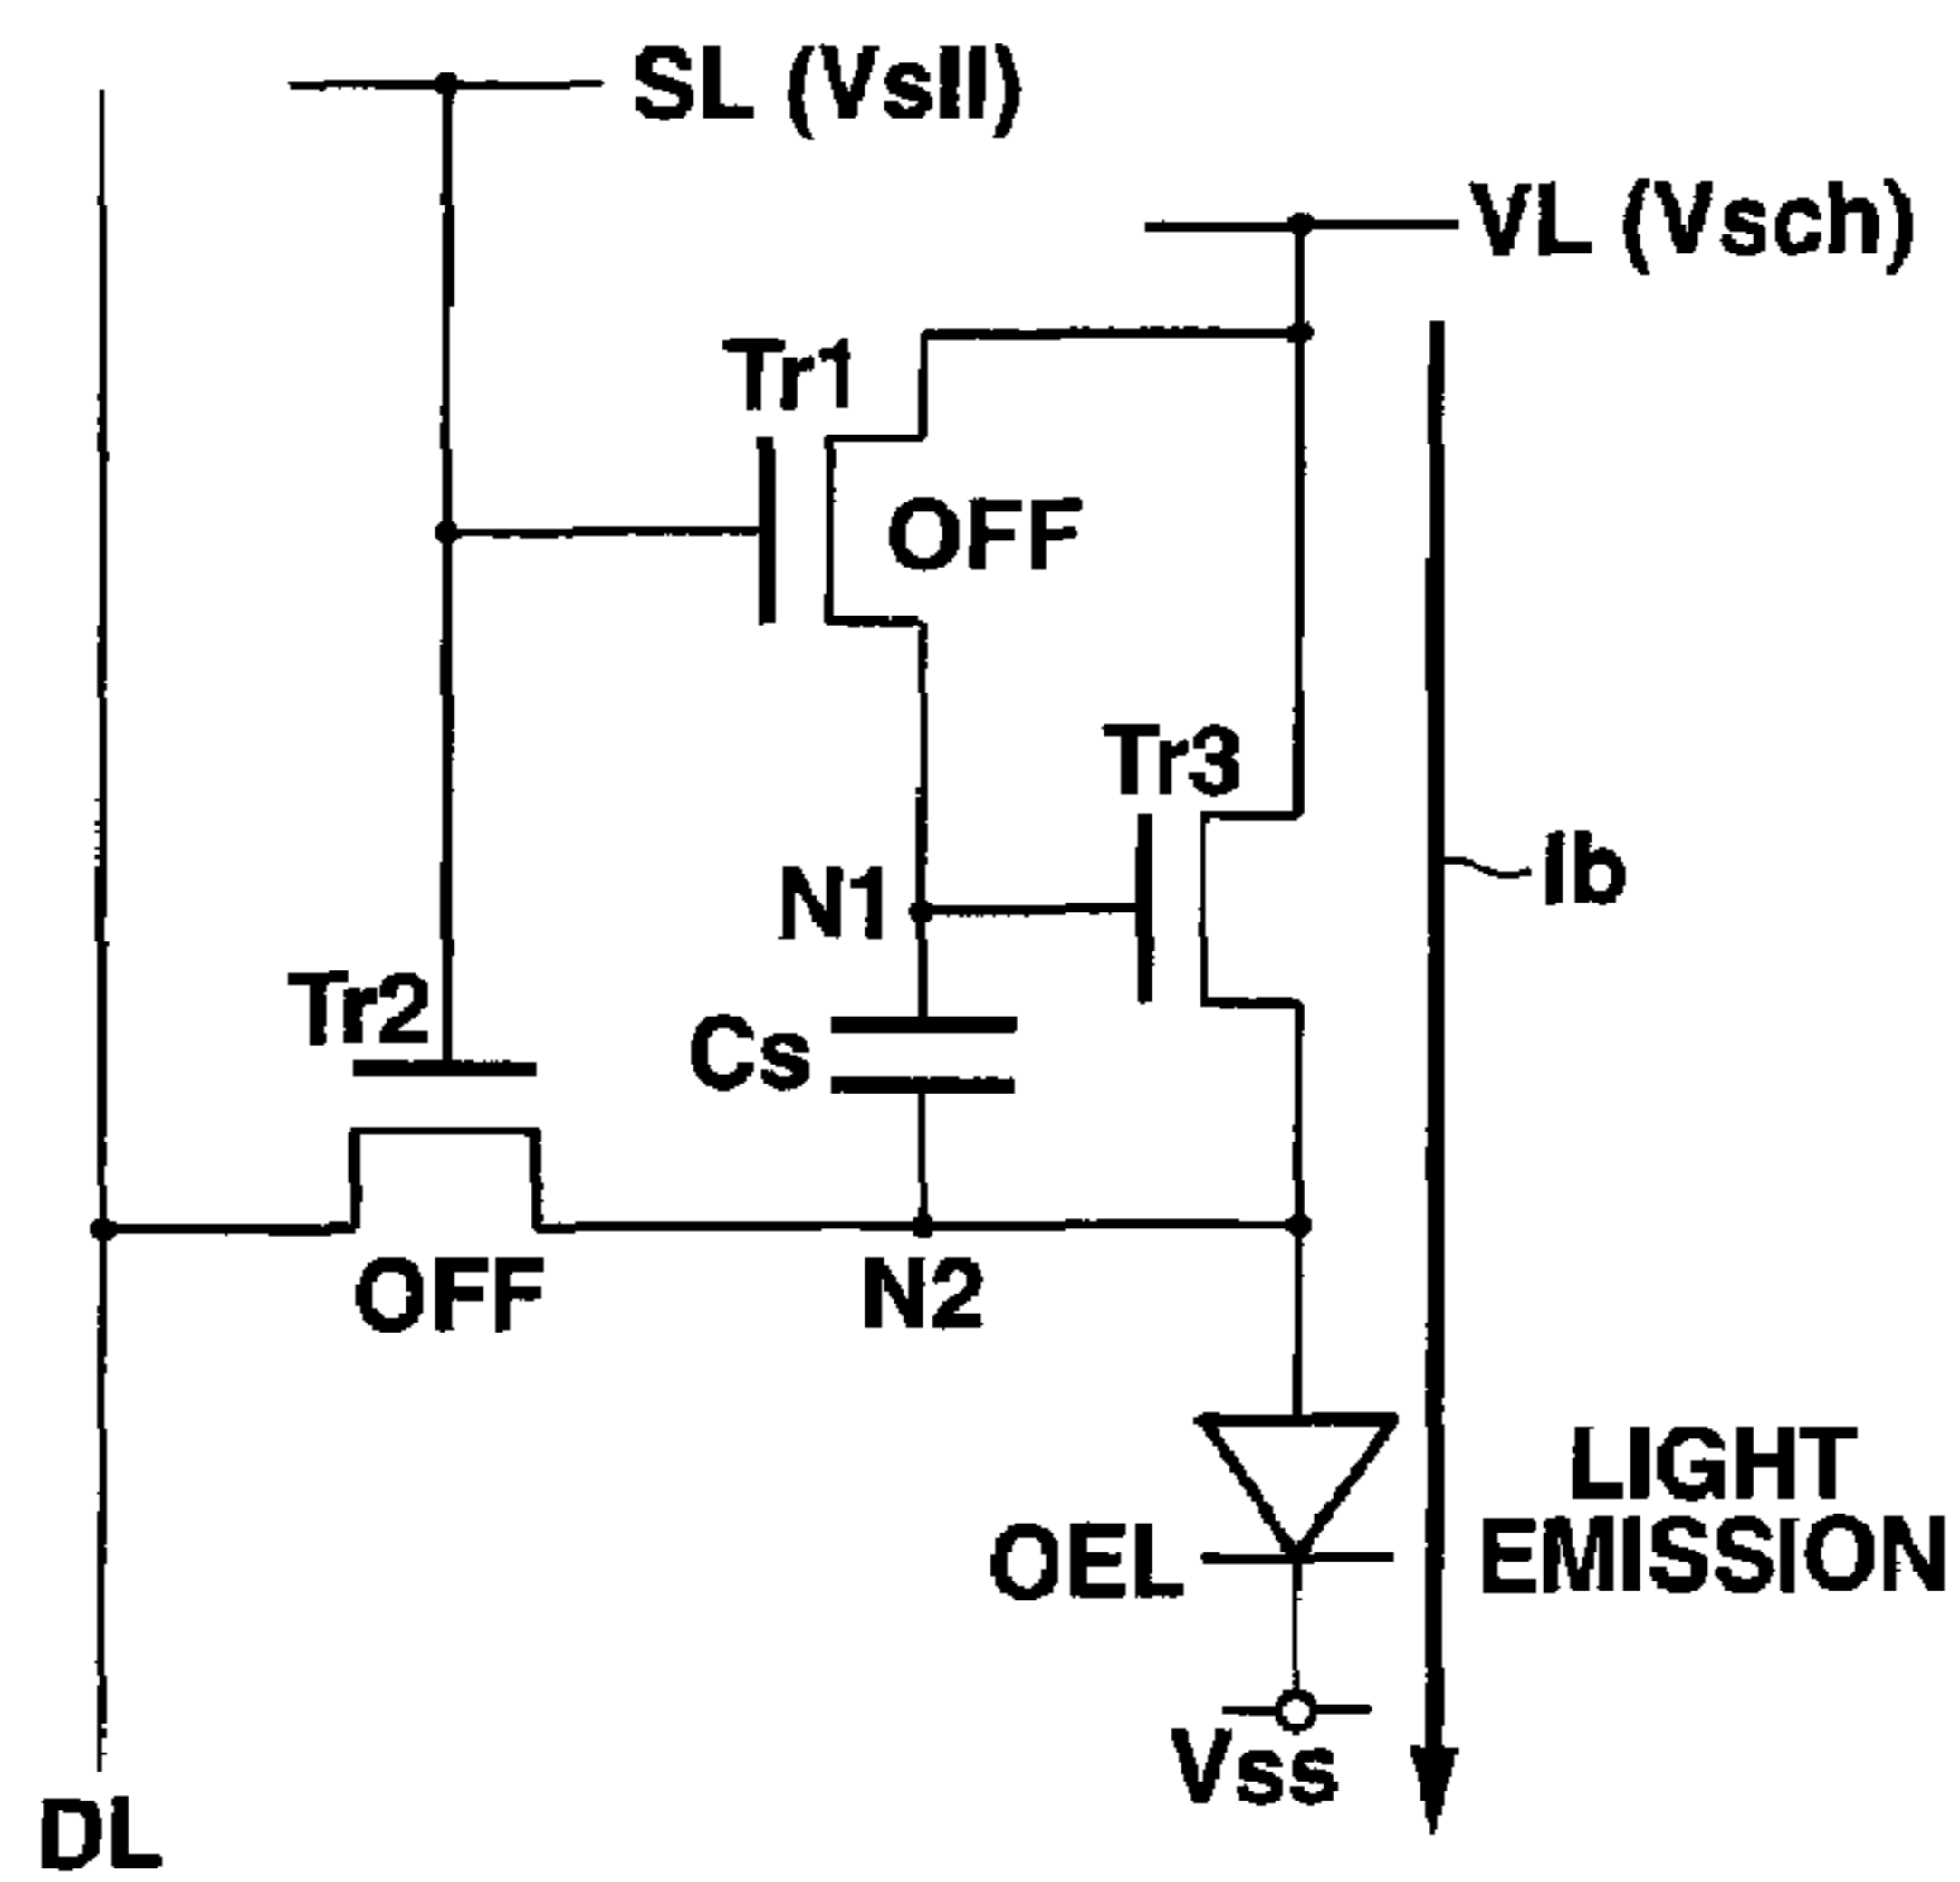 SL (Vsll)
VL (Vsch)
Tr1
OFF
Tr3
Ib
N1
Tr2
Cs
OFF
N2
LIGHT
EMISSION
OEL
Vss
DL